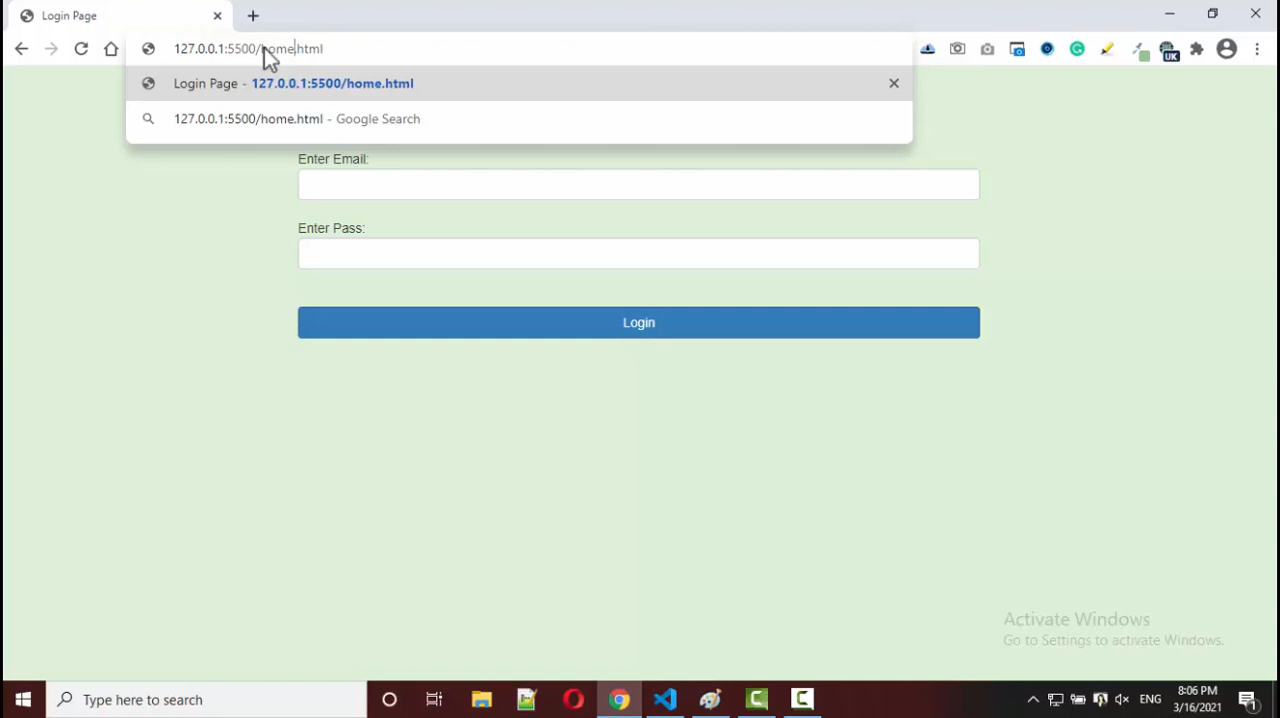 Login Page
127.0.0.1:5500/home.html
Login Page - 127.0.0.1:5500/home.html
127.0.0.1:5500/home.html - Google Search
UK
Enter Email:
Enter Pass:
Login
Activate Windows
Go to Settings to activate Windows.
Type here to search
ENG
8:06 PM
3/16/2021
1